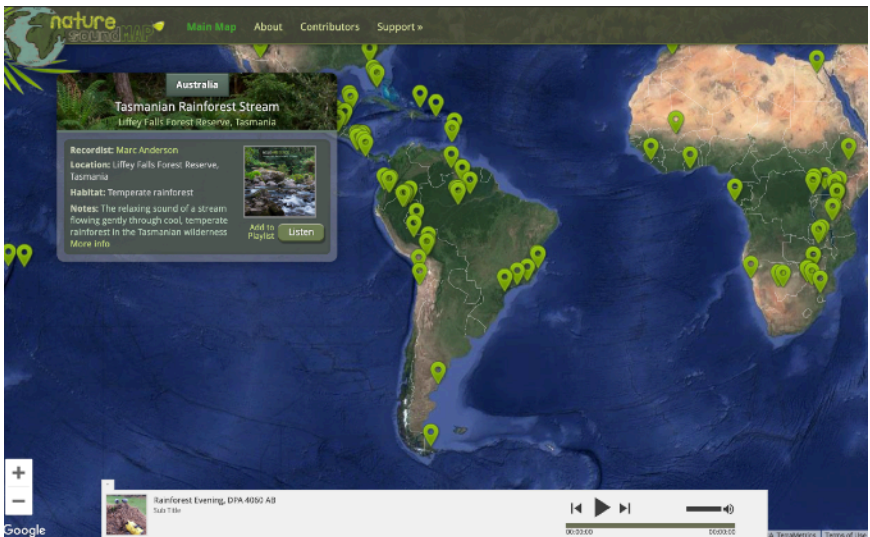 nature
soundMAP
Main Map About Contributors Support »
Australia
Tasmanian Rainforest Stream
Liffey Falls Forest Reserve, Tasmania
Recordist: Marc Anderson
Location: Liffey Falls Forest Reserve,
Tasmania
Habitat: Temperate rainforest
Notes: The relaxing sound of a stream
flowing gently through cool, temperate
rainforest in the Tasmanian wilderness
More info
Add to
Playlist
Listen
+
−
Rainforest Evening, DPA 4060 AB
Sub Title
00:00:00 00:00:00
Google
TerraMetrics Terms of Use